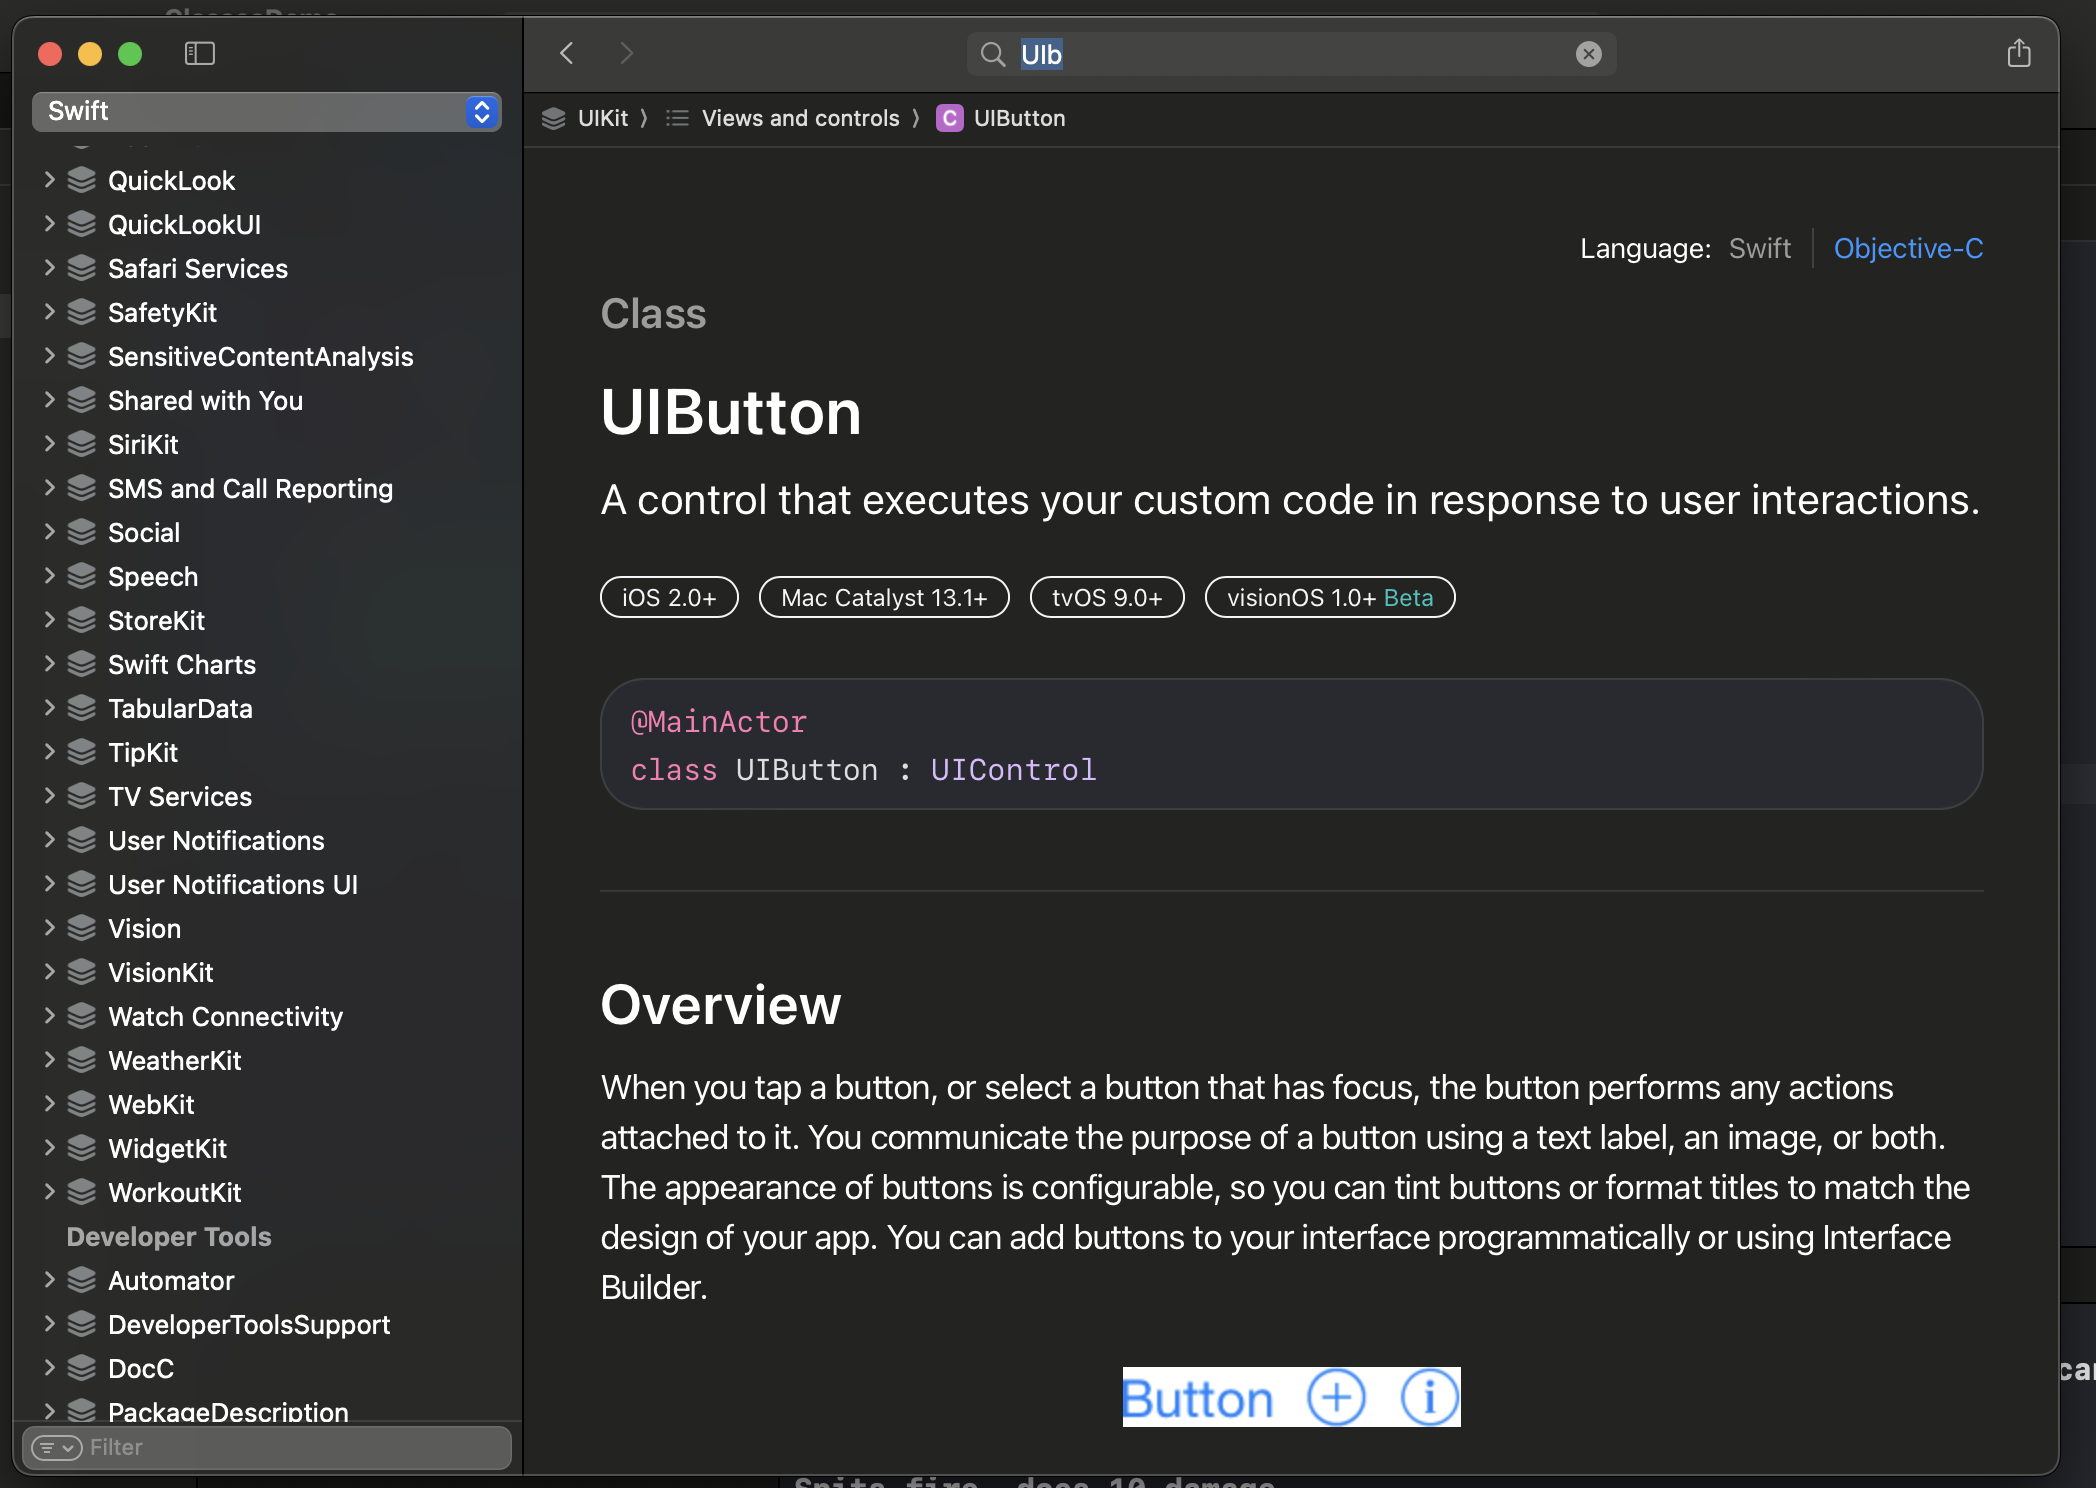 UIb
Swift
UIKit
Views and controls
C UIButton
QuickLook
QuickLookUI
Safari Services
SafetyKit
SensitiveContentAnalysis
Shared with You
SiriKit
SMS and Call Reporting
Social
Speech
StoreKit
Swift Charts
TabularData
TipKit
TV Services
User Notifications
User Notifications UI
Vision
VisionKit
Watch Connectivity
WeatherKit
WebKit
WidgetKit
WorkoutKit
Developer Tools
Automator
DeveloperToolsSupport
DocC
PackageDescription
Filter
Language: Swift Objective-C
Class
UIButton
A control that executes your custom code in response to user interactions.
iOS 2.0+ Mac Catalyst 13.1+ tvOS 9.0+ visionOS 1.0+ Beta
@MainActor
class UIButton : UIControl
Overview
When you tap a button, or select a button that has focus, the button performs any actions
attached to it. You communicate the purpose of a button using a text label, an image, or both.
The appearance of buttons is configurable, so you can tint buttons or format titles to match the
design of your app. You can add buttons to your interface programmatically or using Interface
Builder.
Button
Spits fire, does 10 damage